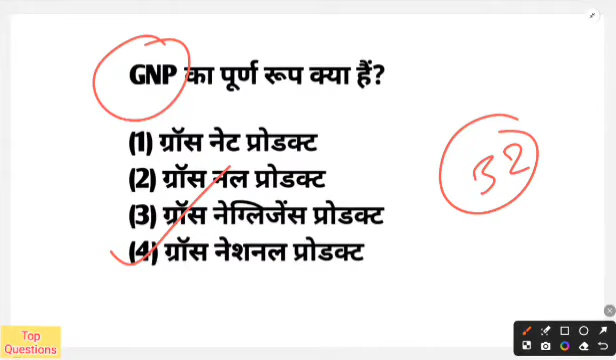 GNP का पूर्ण रूप क्या हैं?
(1) ग्रॉस नेट प्रोडक्ट
(2) ग्रॉस नल प्रोडक्ट
(3) ग्रॉस नेग्लिजेंस प्रोडक्ट
(4) ग्रॉस नेशनल प्रोडक्ट
32
Top
Questions